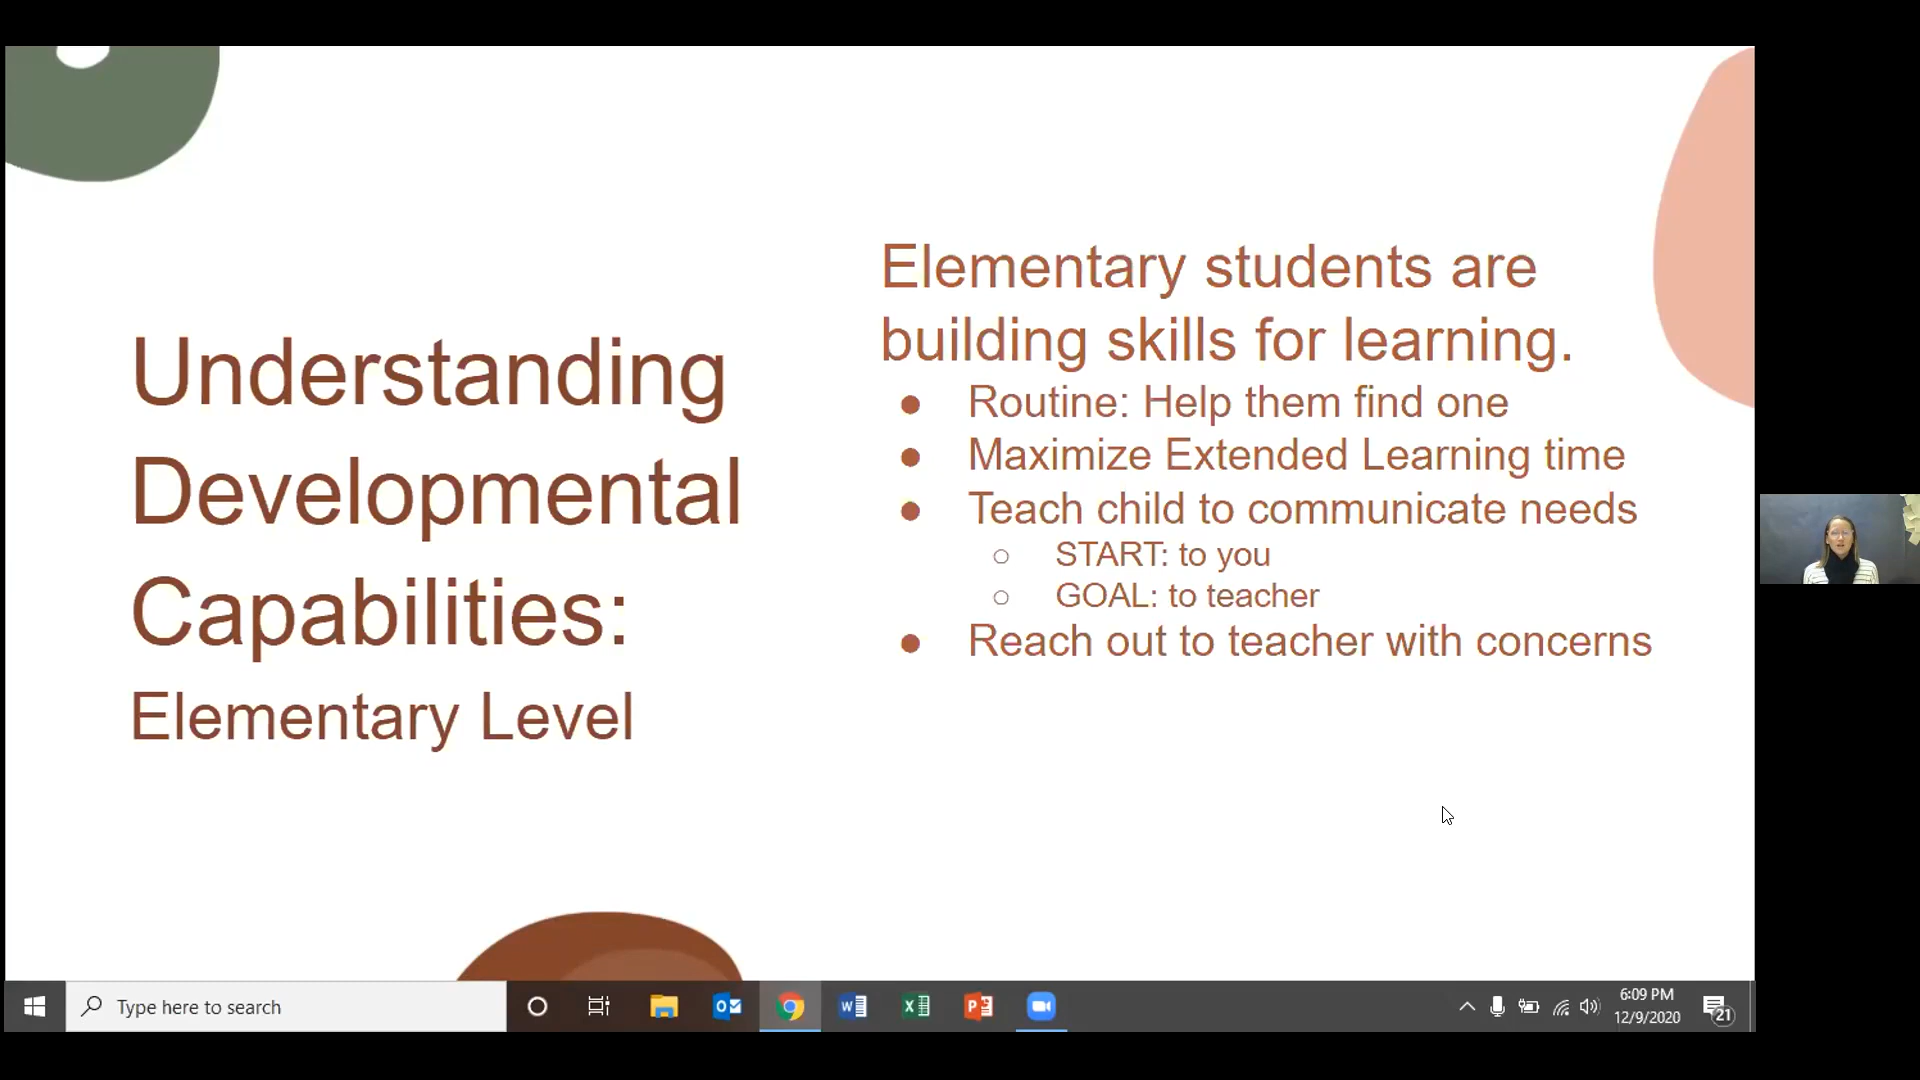 Understanding
Developmental
Capabilities:
Elementary Level
Elementary students are
building skills for learning.
● Routine: Help them find one
● Maximize Extended Learning time
● Teach child to communicate needs
○ START: to you
○ GOAL: to teacher
● Reach out to teacher with concerns
Type here to search
6:09 PM
12/9/2020
21